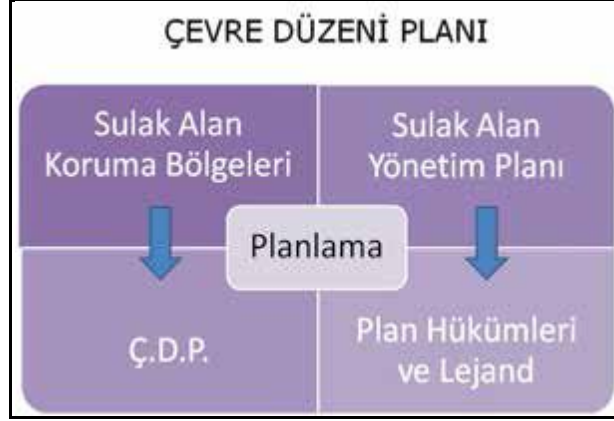 ÇEVRE DÜZENİ PLANI
Sulak Alan
Koruma Bölgeleri
Sulak Alan
Yönetim Planı
Planlama
Ç.D.P.
Plan Hükümleri
ve Lejand